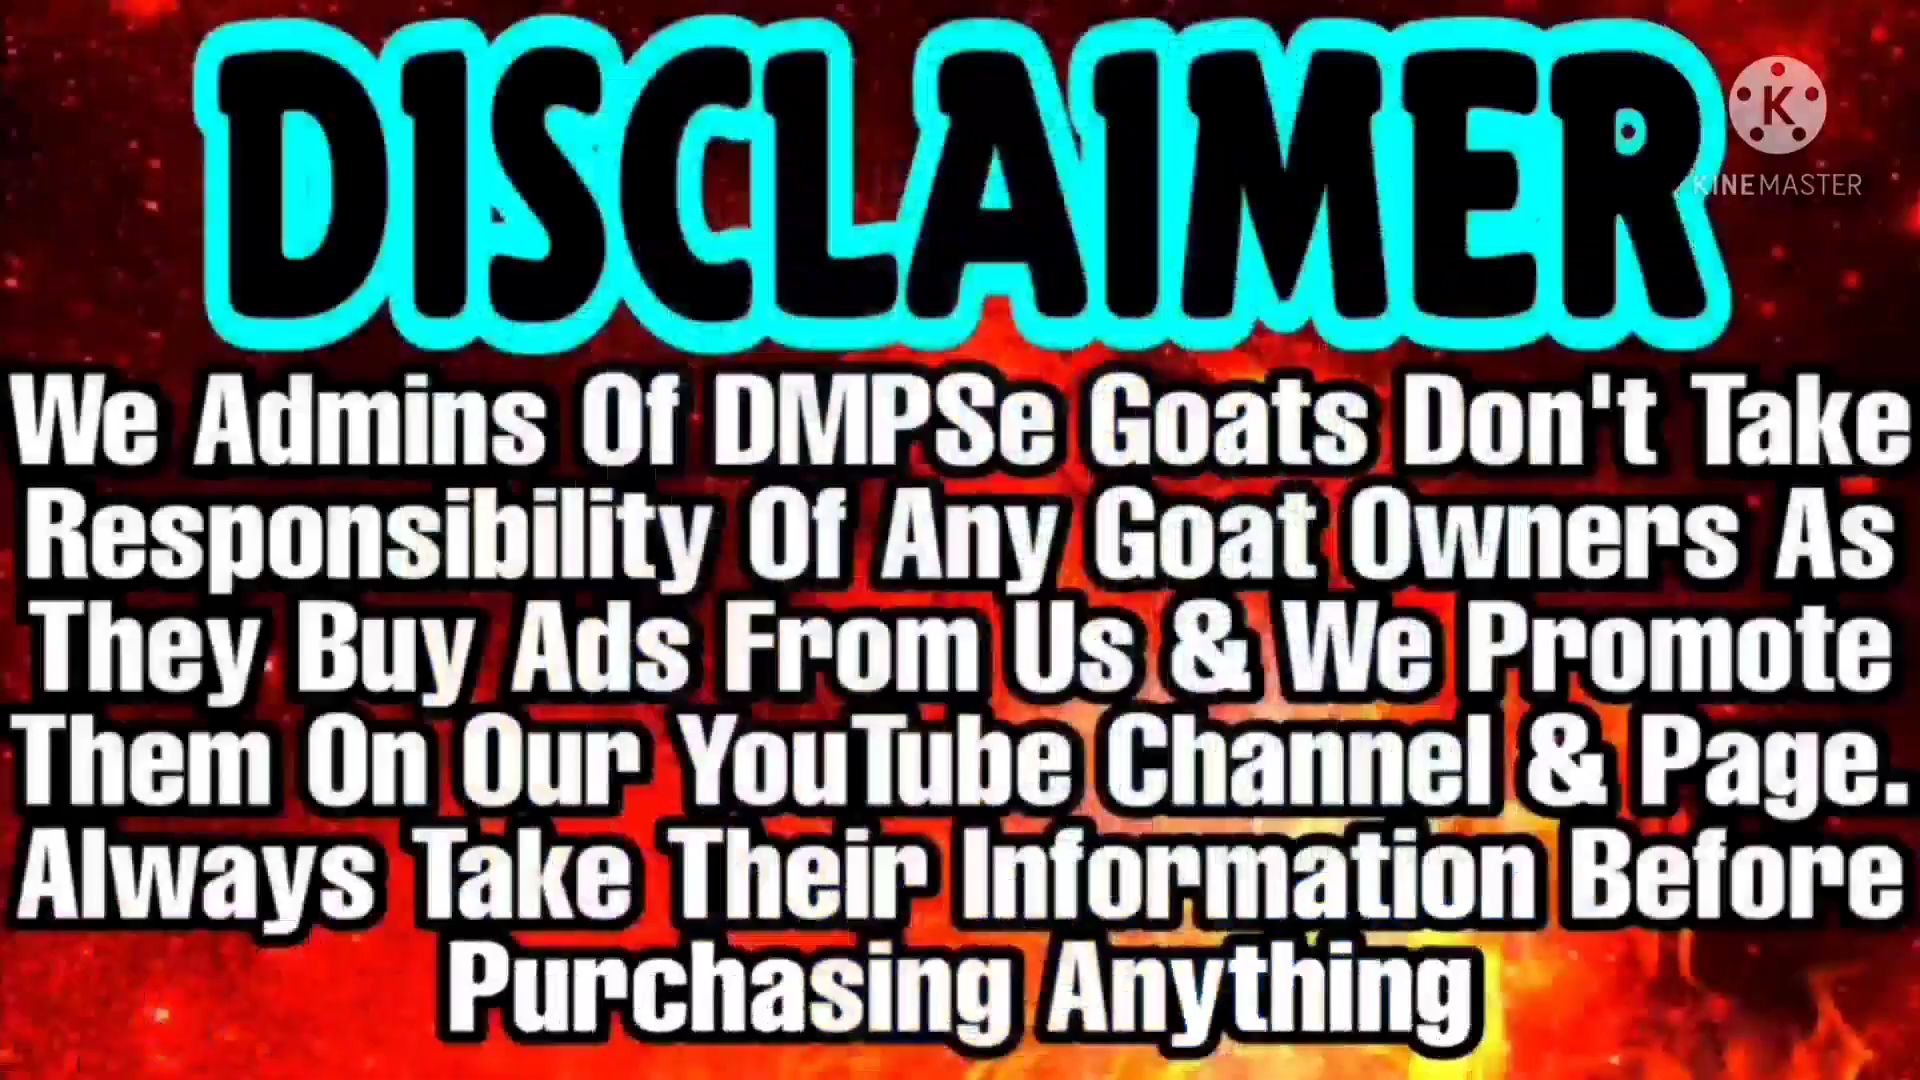 DISCLAIMER
K
KINEMASTER
We Admins Of DMPSe Goats Don't Take
Responsibility Of Any Goat Owners As
They Buy Ads From Us & We Promote
Them On Our YouTube Channel & Page.
Always Take Their Information Before
Purchasing Anything